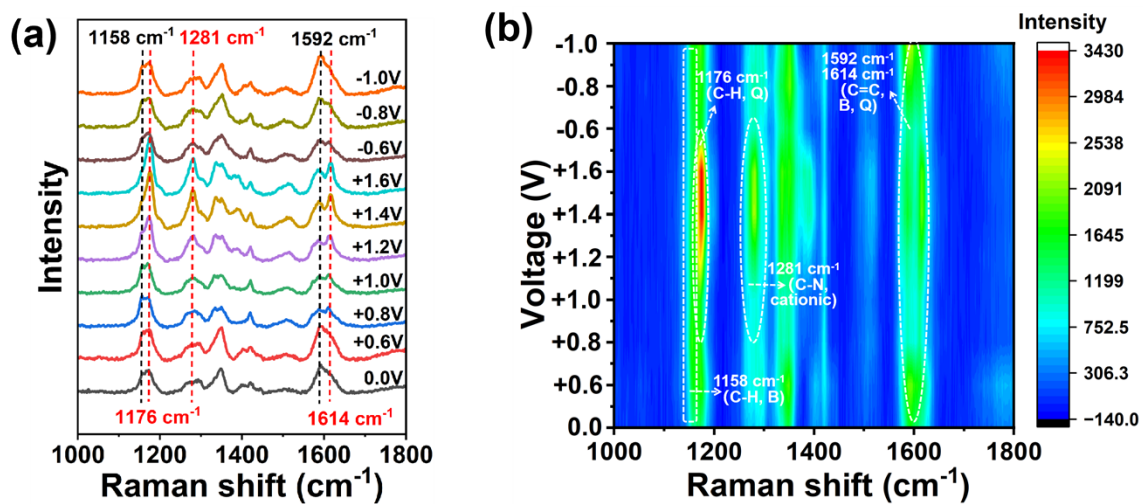 (a)
1158 cm-1
1281 cm-1
1592 cm-1
-1.0V
-0.8V
-0.6V
+1.6V
+1.4V
+1.2V
+1.0V
+0.8V
+0.6V
0.0V
1176 cm-1
1614 cm-1
Intensity
1000
1200
1400
1600
1800
Raman shift (cm-1)
(b)
Voltage (V)
-1.0
-0.8
-0.6
+1.6
+1.4
+1.2
+1.0
+0.8
+0.6
0.0
1176 cm-1
(C-H, Q)
1592 cm-1
1614 cm-1
(C=C,
B, Q)
1281 cm-1
(C-N,
cationic)
1158 cm-1
(C-H, B)
1000
1200
1400
1600
1800
Raman shift (cm-1)
Intensity
3430
2984
2538
2091
1645
1199
752.5
306.3
-140.0